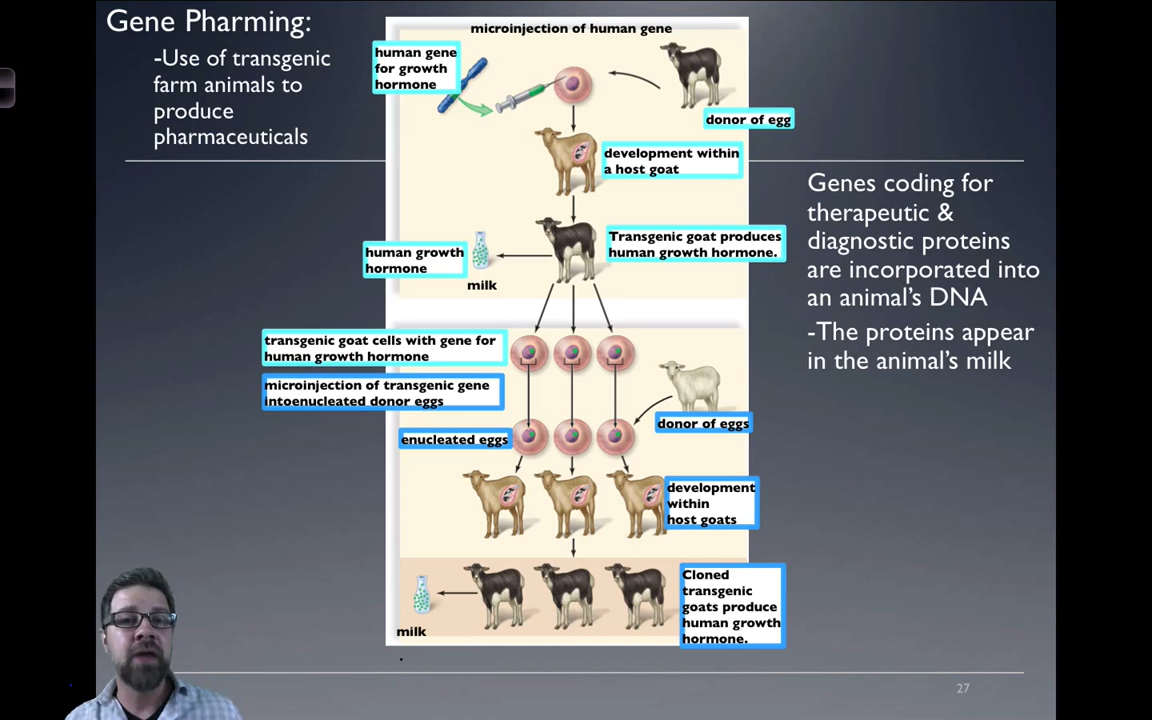 Gene Pharming:
-Use of transgenic
farm animals to
produce
pharmaceuticals
microinjection of human gene
human gene
for growth
hormone
donor of egg
development within
a host goat
Transgenic goat produces
human growth hormone.
human growth
hormone
milk
transgenic goat cells with gene for
human growth hormone
microinjection of transgenic gene
intoenucleated donor eggs
donor of eggs
enucleated eggs
development
within
host goats
Cloned
transgenic
goats produce
human growth
hormone.
milk
Genes coding for
therapeutic &
diagnostic proteins
are incorporated into
an animal's DNA
-The proteins appear
in the animal's milk
27